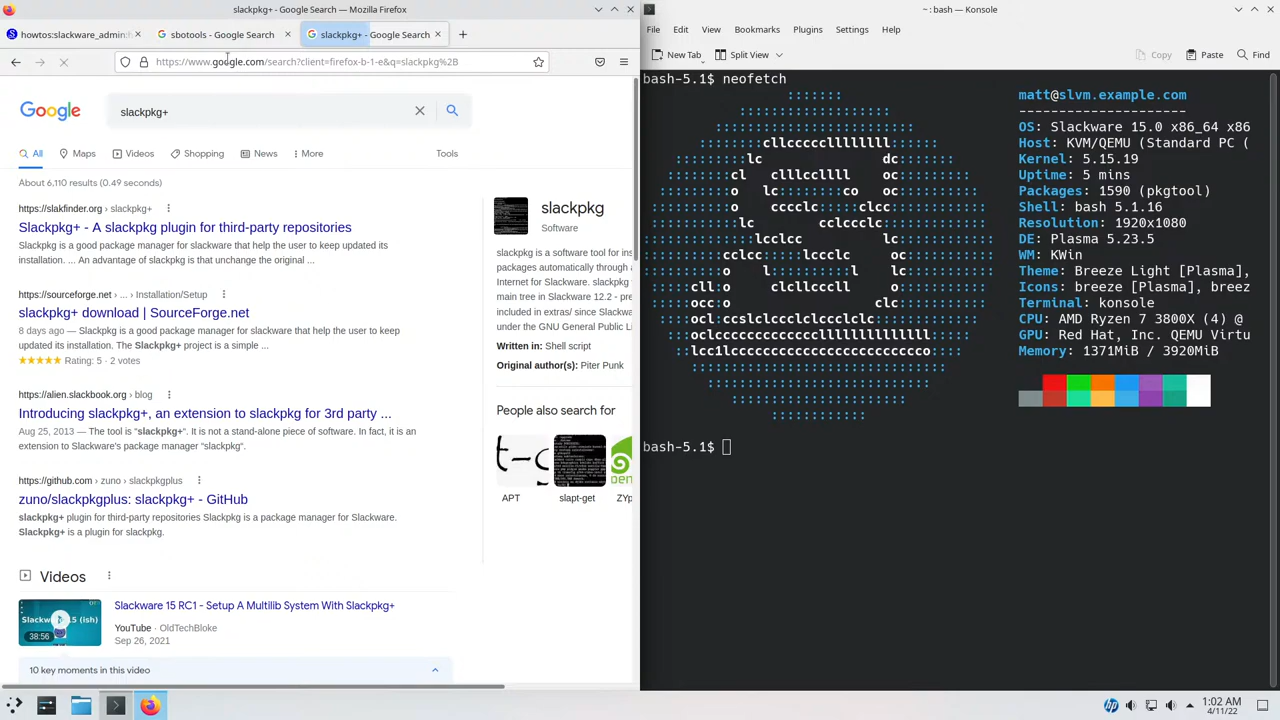 slackpkg+ - Google Search — Mozilla Firefox
howtos:slackware_admin:
sbotools - Google Search
slackpkg+ - Google Search
https://www.google.com/search?client=firefox-b-1-e&q=slackpkg%2B
Google
slackpkg+
All
Maps
Videos
Shopping
News
More
Tools
About 6,110 results (0.49 seconds)
https://slakfinder.org › slackpkg+
Slackpkg+ - A slackpkg plugin for third-party repositories
Slackpkg is a good package manager for slackware that help the user to keep updated its
installation. ... An advantage of slackpkg is that unchange the original ...
https://sourceforge.net › ... › Installation/Setup
slackpkg+ download | SourceForge.net
8 days ago — Slackpkg is a good package manager for slackware that help the user to keep
updated its installation. The Slackpkg+ project is a simple ...
Rating: 5 · 2 votes
https://alien.slackbook.org › blog
Introducing slackpkg+, an extension to slackpkg for 3rd party ...
Aug 25, 2013 — The tool is "slackpkg+". It is not a stand-alone piece of software. In fact, it is an
extension to Slackware's package manager "slackpkg".
https://github.com › zuno › slackpkgplus
zuno/slackpkgplus: slackpkg+ - GitHub
slackpkg+ plugin for third-party repositories Slackpkg is a package manager for Slackware.
Slackpkg+ is a plugin for slackpkg.
Videos
Slackware 15 RC1 - Setup A Multilib System With Slackpkg+
YouTube · OldTechBloke
Sep 26, 2021
38:56
10 key moments in this video
slackpkg
Software
slackpkg is a software tool for ins
packages automatically through a
Internet for Slackware. slackpkg
main tree in Slackware 12.2 - pre
included in extras/ since Slackwa
under the GNU General Public Li
Written in: Shell script
Original author(s): Piter Punk
People also search for
APT
slapt-get
ZYp
~ : bash — Konsole
File
Edit
View
Bookmarks
Plugins
Settings
Help
New Tab
Split View
Copy
Paste
Find
bash-5.1$ neofetch
matt@slvm.example.com
---------------------
OS: Slackware 15.0 x86_64 x86
Host: KVM/QEMU (Standard PC (
Kernel: 5.15.19
Uptime: 5 mins
Packages: 1590 (pkgtool)
Shell: bash 5.1.16
Resolution: 1920x1080
DE: Plasma 5.23.5
WM: KWin
Theme: Breeze Light [Plasma],
Icons: breeze [Plasma], breez
Terminal: konsole
CPU: AMD Ryzen 7 3800X (4) @
GPU: Red Hat, Inc. QEMU Virtu
Memory: 1371MiB / 3920MiB
bash-5.1$
1:02 AM
4/11/22